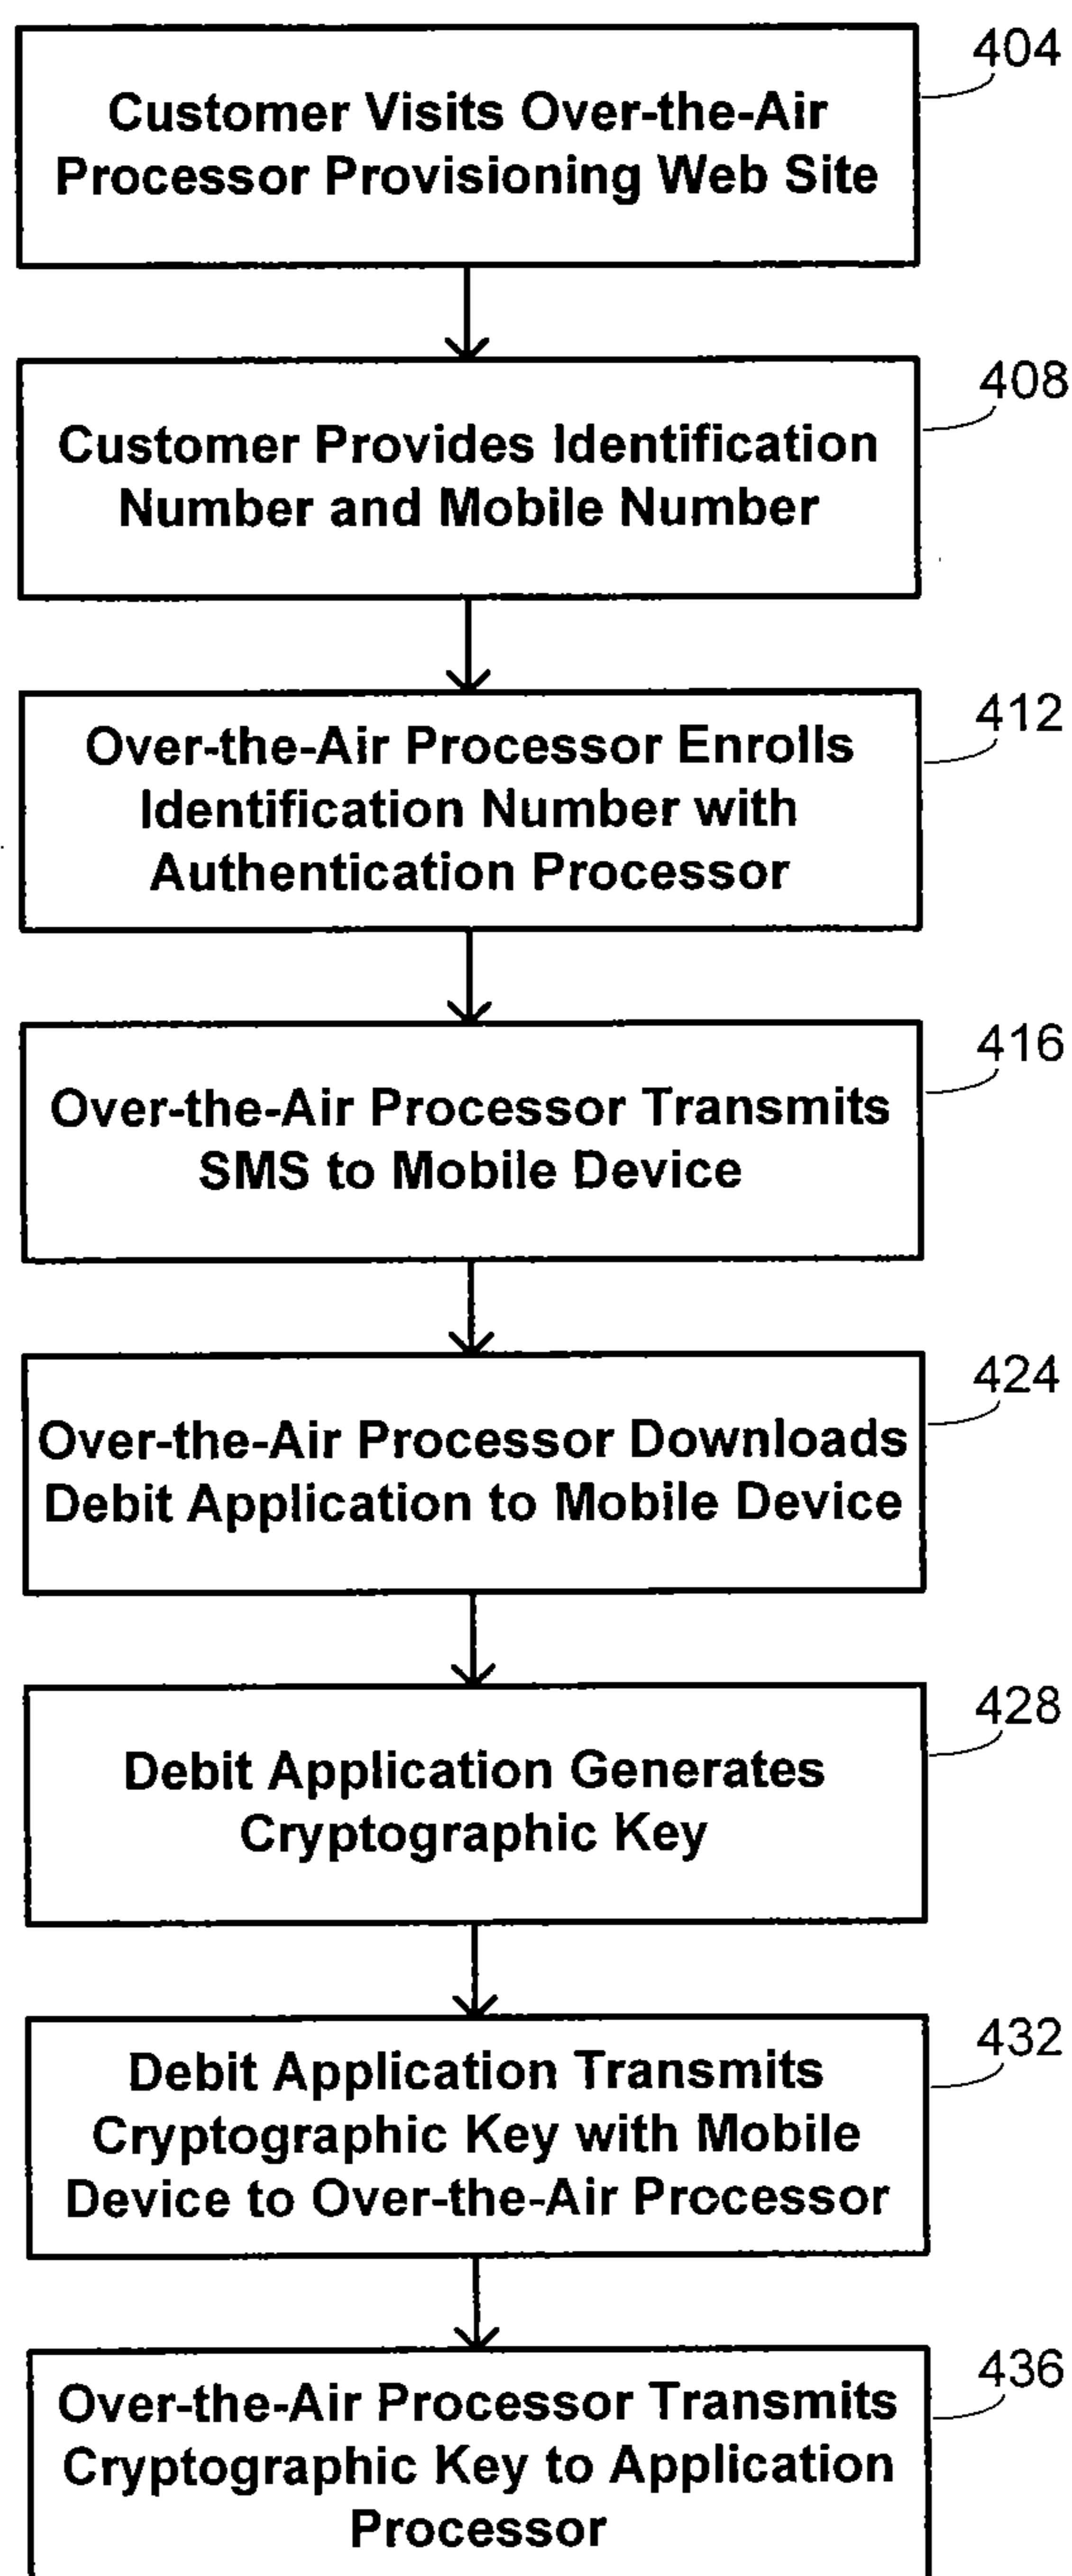 404
Customer Visits Over-the-Air
Processor Provisioning Web Site
408
Customer Provides Identification
Number and Mobile Number
412
Over-the-Air Processor Enrolls
Identification Number with
Authentication Processor
416
Over-the-Air Processor Transmits
SMS to Mobile Device
424
Over-the-Air Processor Downloads
Debit Application to Mobile Device
428
Debit Application Generates
Cryptographic Key
432
Debit Application Transmits
Cryptographic Key with Mobile
Device to Over-the-Air Processor
436
Over-the-Air Processor Transmits
Cryptographic Key to Application
Processor